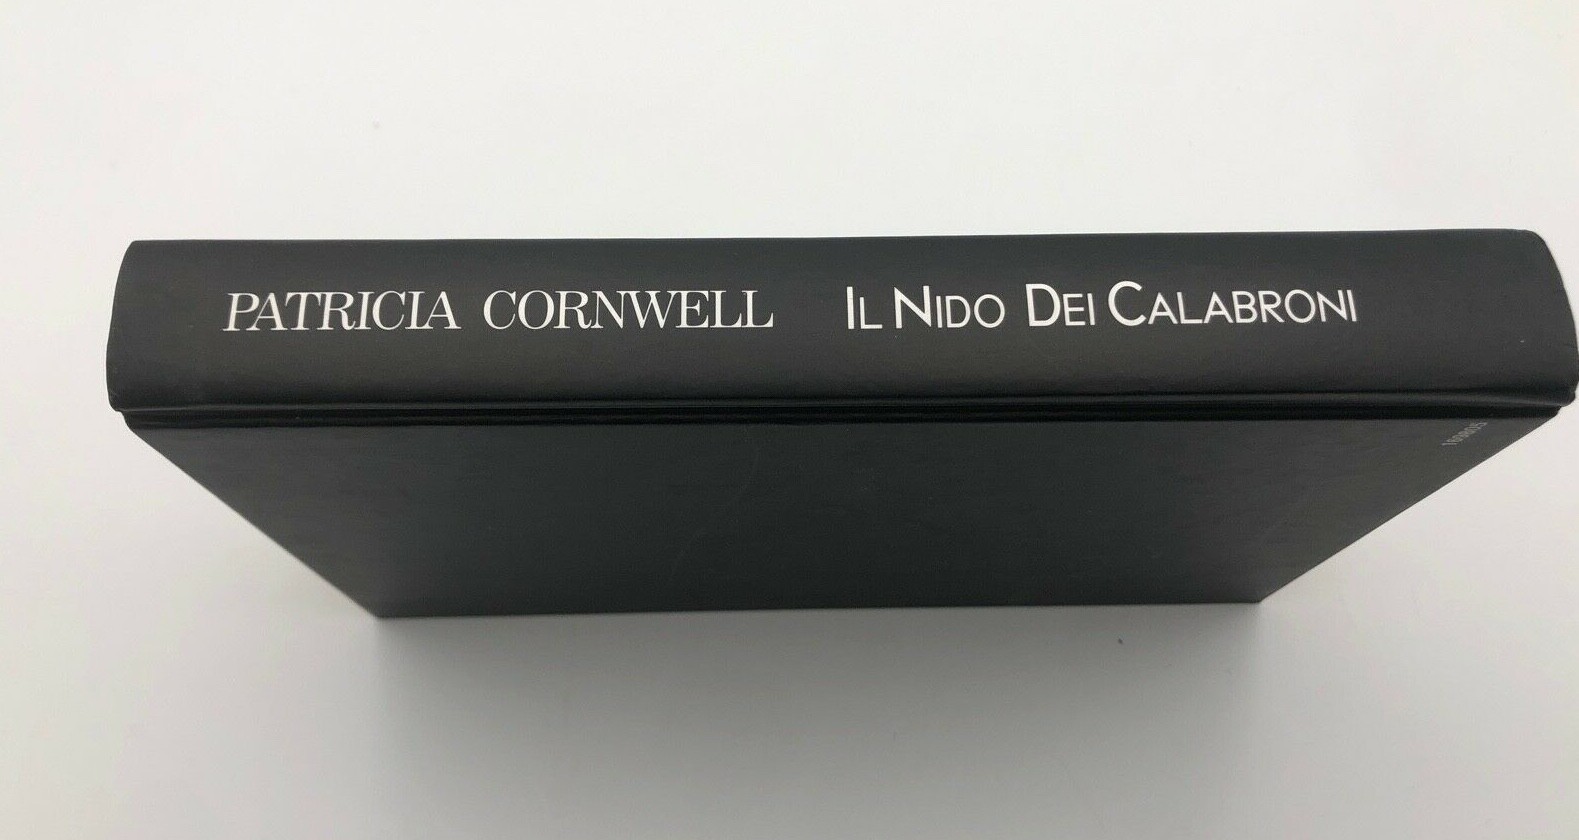 PATRICIA CORNWELL IL NIDO DEI CALABRONI